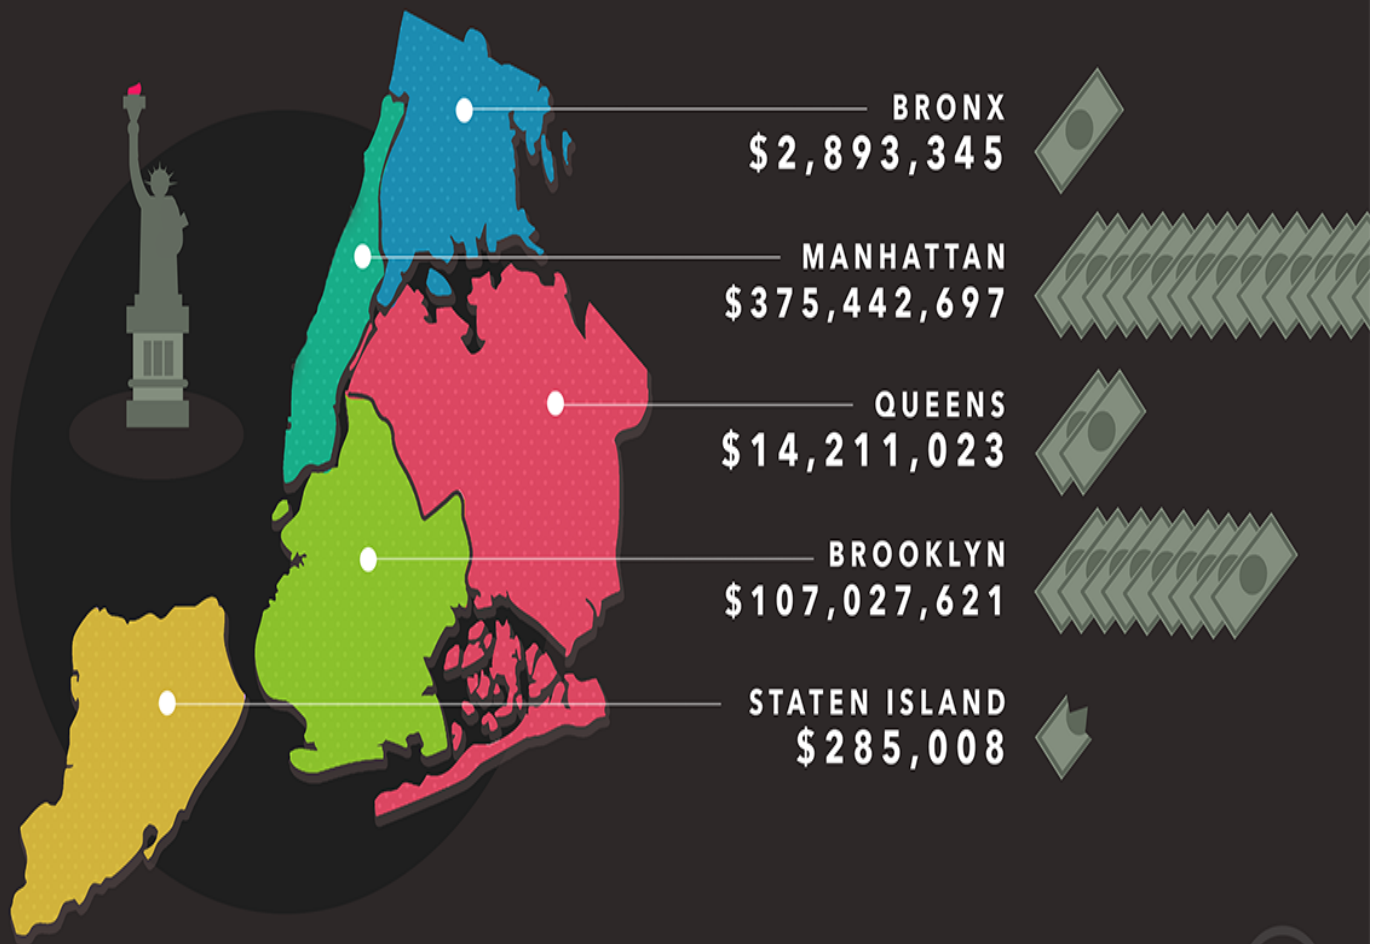 BRONX
$2,893,345
MANHATTAN
$375,442,697
QUEENS
$14,211,023
BROOKLYN
$107,027,621
STATEN ISLAND
$285,008